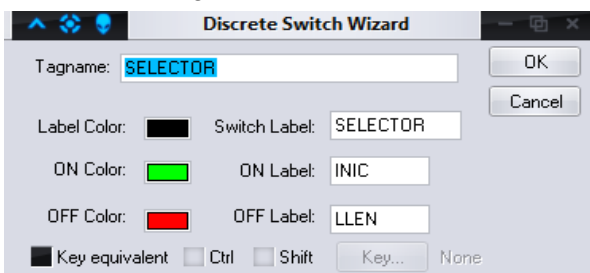 Discrete Switch Wizard
Tagname: SELECTOR OK
Cancel
Label Color: Switch Label: SELECTOR
ON Color: ON Label: INIC
OFF Color: OFF Label: LLEN
Key equivalent Ctrl Shift Key... None